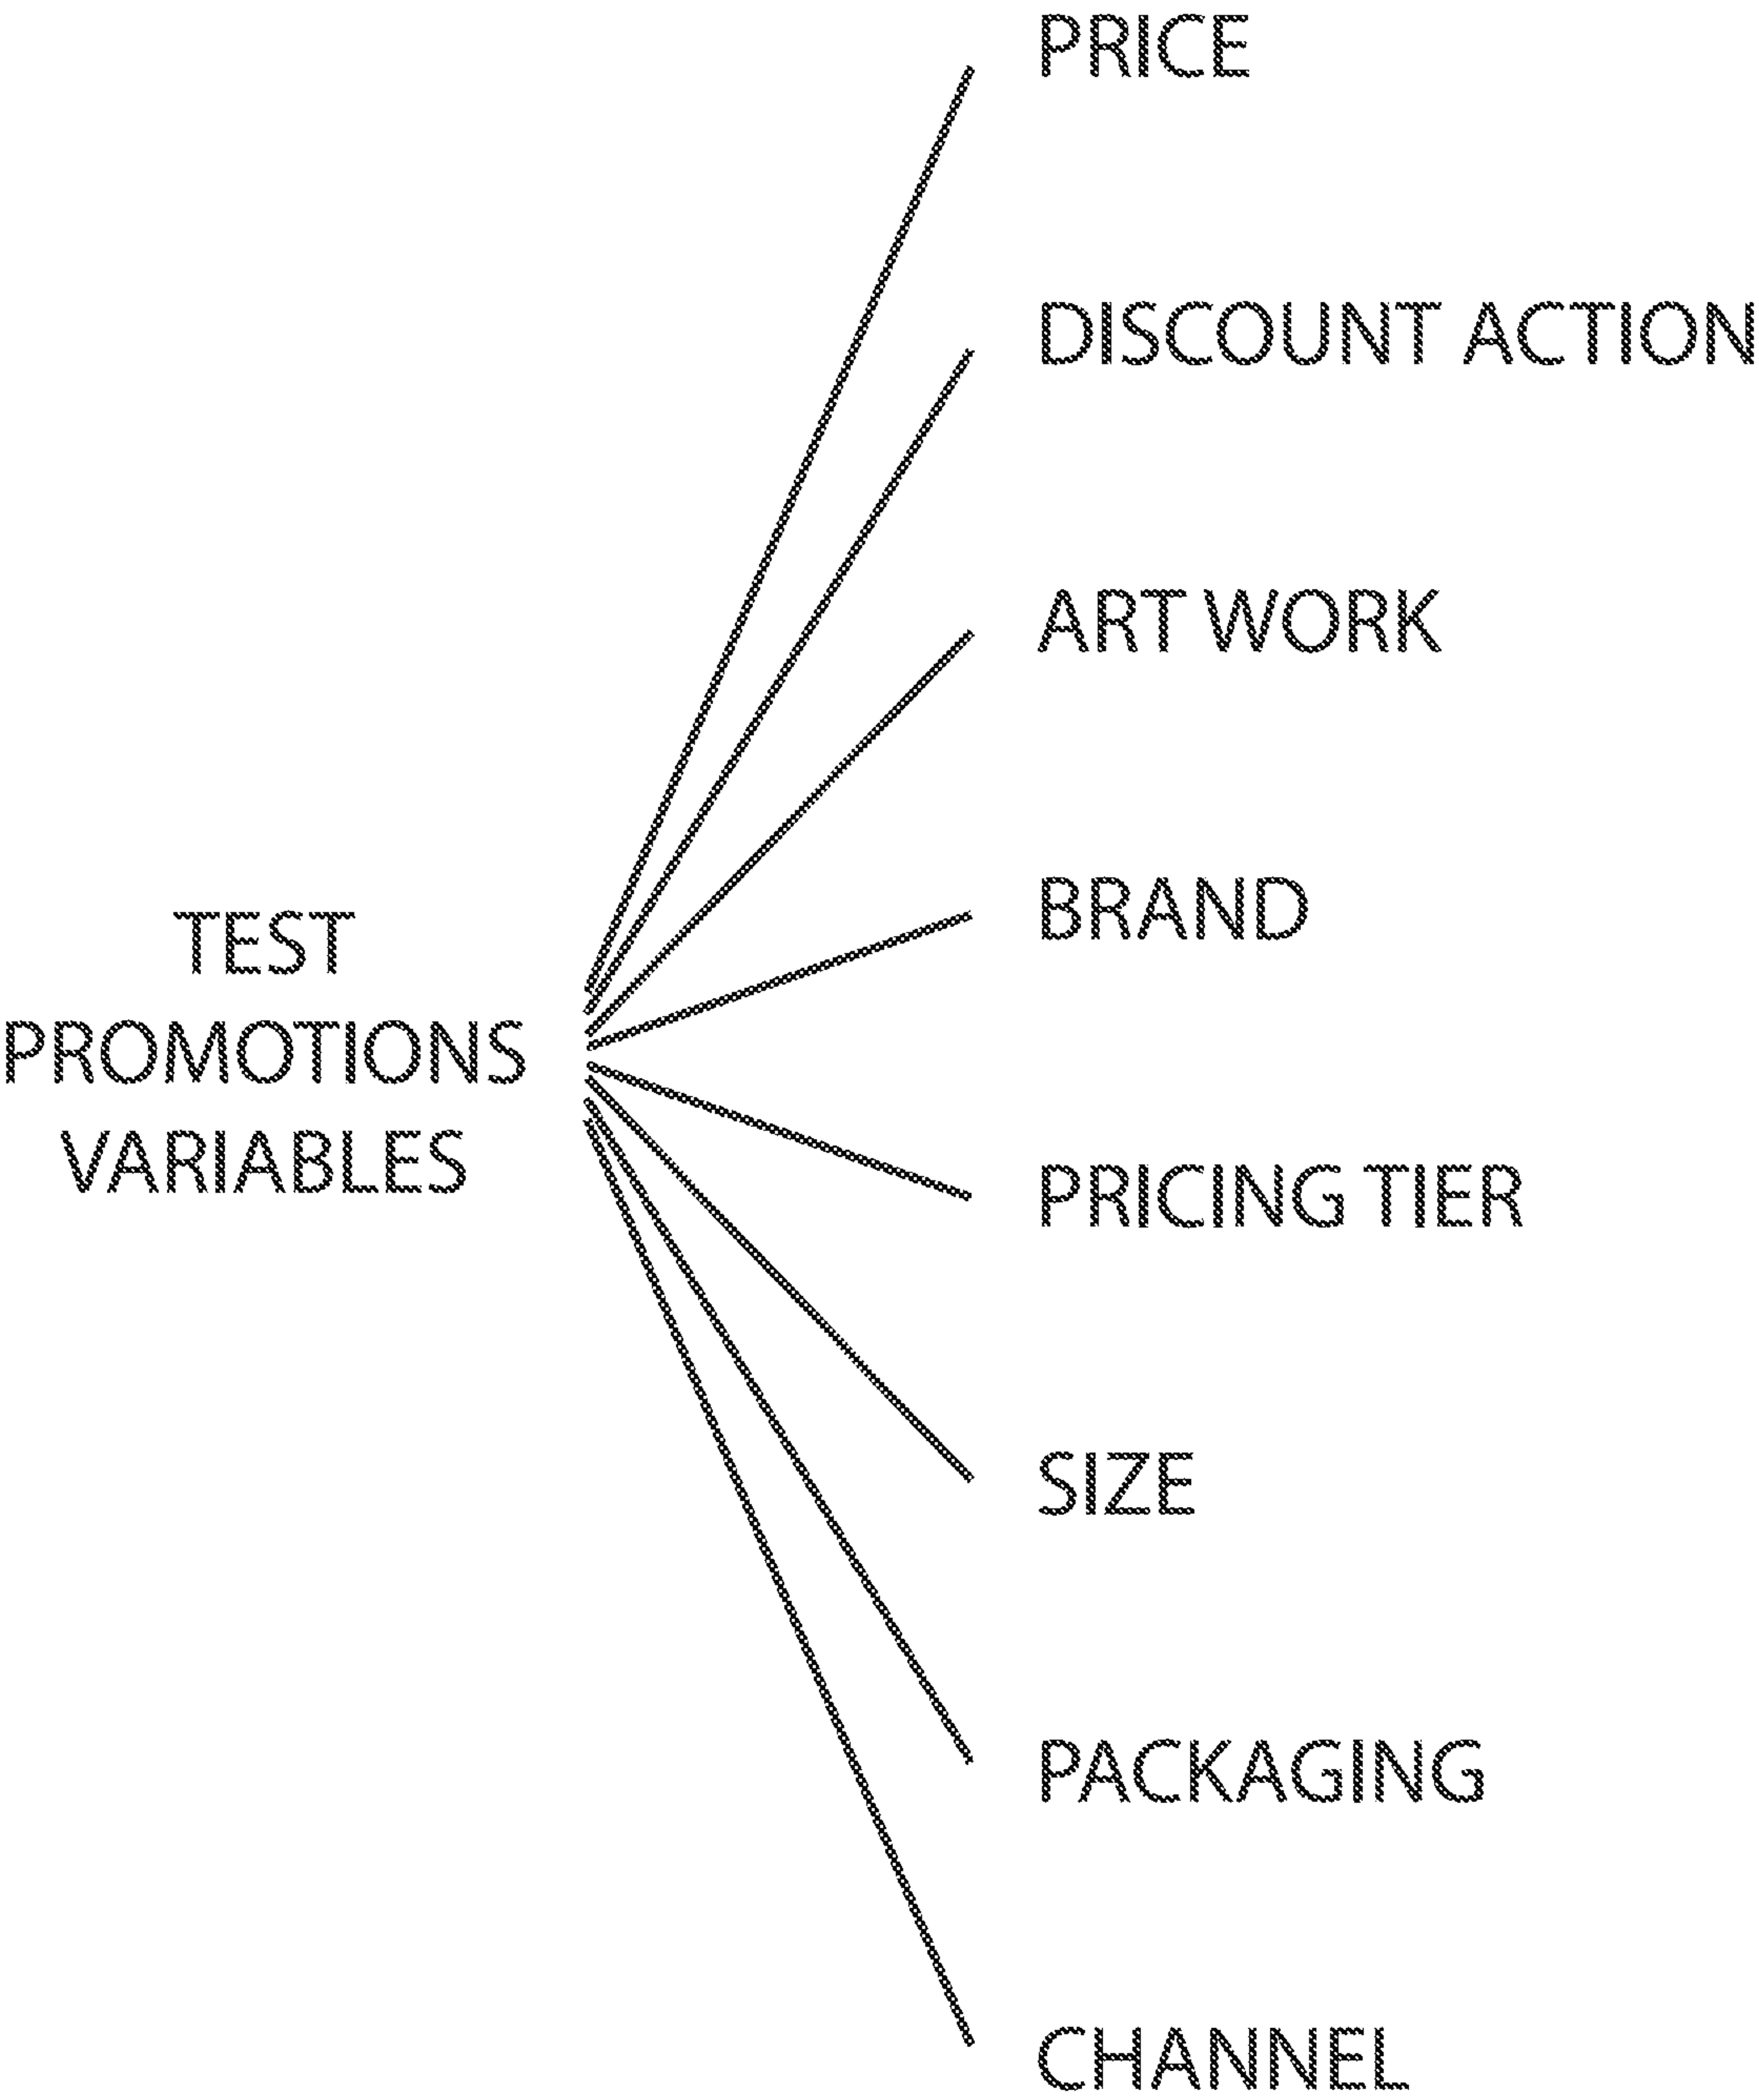 TEST
PROMOTIONS
VARIABLES
PRICE
DISCOUNT ACTION
ART WORK
BRAND
PRICING TIER
SIZE
PACKAGING
CHANNEL